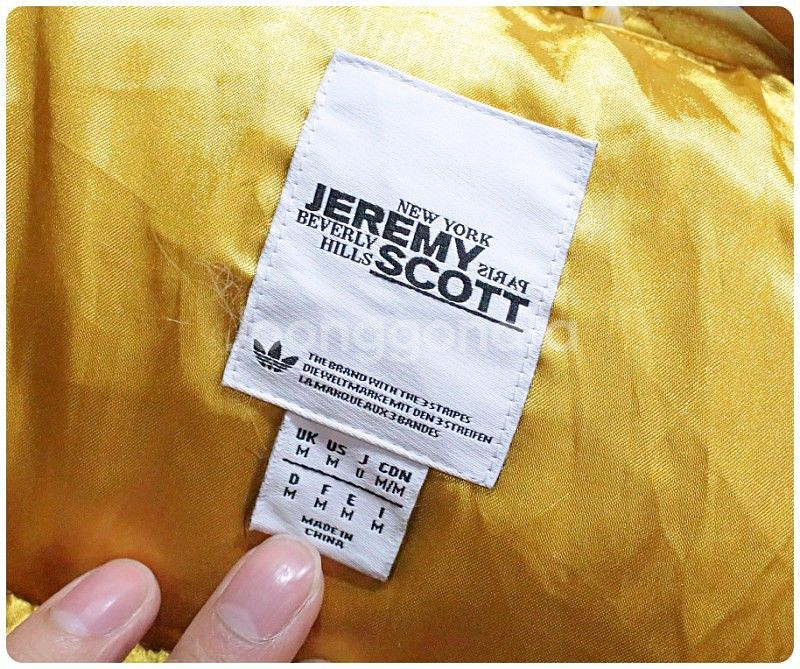 NEW YORK
JEREMY
BEVERLY
HILLS
PARIS
SCOTT
THE BRAND WITH THE 3 STRIPES
DIE WELTMARKE MIT DEN 3 STREIFEN
LA MARQUE AUX 3 BANDES
UK US J CDN
M M O M/M
D F E I
M M M M
MADE IN
CHINA
joonggonara